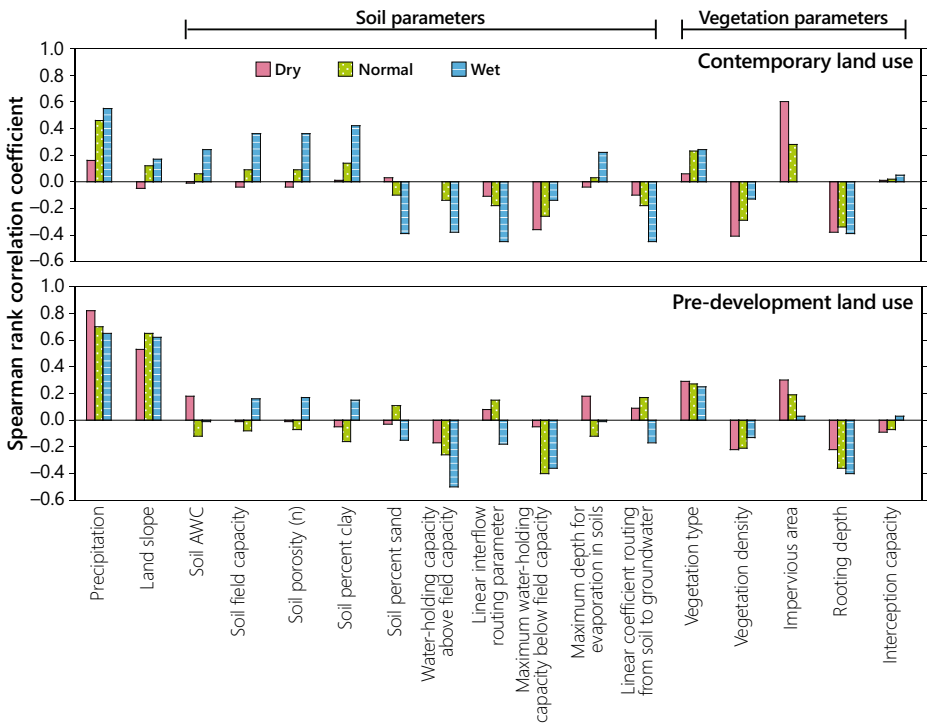 Soil parameters
Vegetation parameters
Spearman rank correlation coefficient
Contemporary land use
Dry
Normal
Wet
1.0
0.8
0.6
0.4
0.2
0.0
−0.2
−0.4
−0.6
Pre-development land use
1.0
0.8
0.6
0.4
0.2
0.0
−0.2
−0.4
−0.6
Precipitation
Land slope
Soil AWC
Soil field capacity
Soil porosity (n)
Soil percent clay
Soil percent sand
Water-holding capacity
above field capacity
Linear interflow
routing parameter
Maximum water-holding
capacity below field capacity
Maximum depth for
evaporation in soils
Linear coefficient routing
from soil to groundwater
Vegetation type
Vegetation density
Impervious area
Rooting depth
Interception capacity